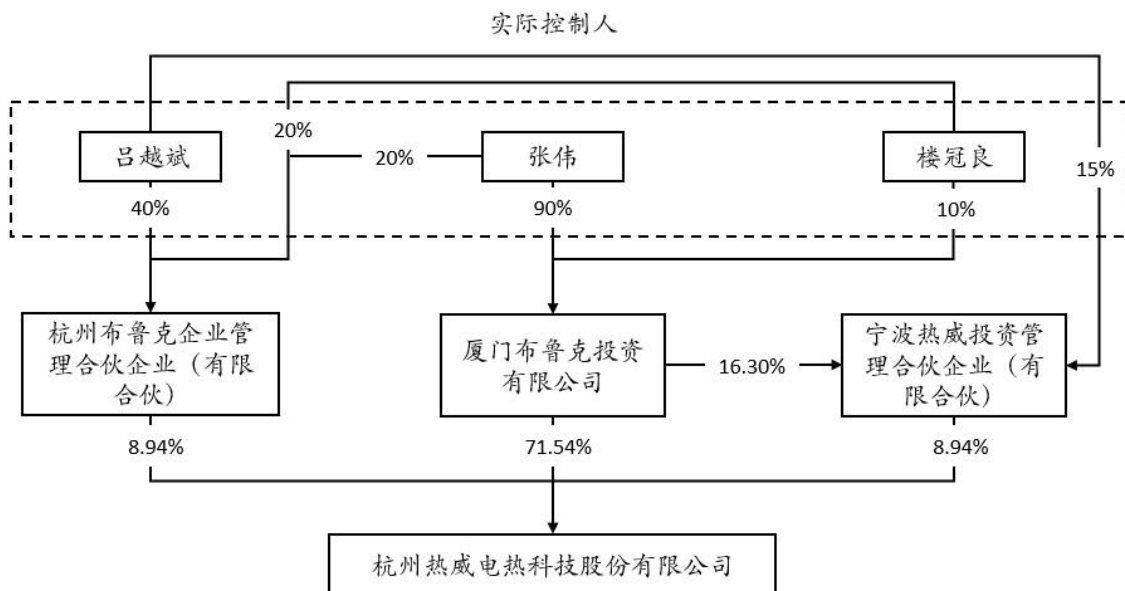 实际控制人
吕越斌
20%
20%
张伟
楼冠良
15%
40%
90%
10%
杭州布鲁克企业管
理合伙企业（有限
合伙）
厦门布鲁克投资
有限公司
16.30%
宁波热威投资管
理合伙企业（有
限合伙）
8.94%
71.54%
8.94%
杭州热威电热科技股份有限公司